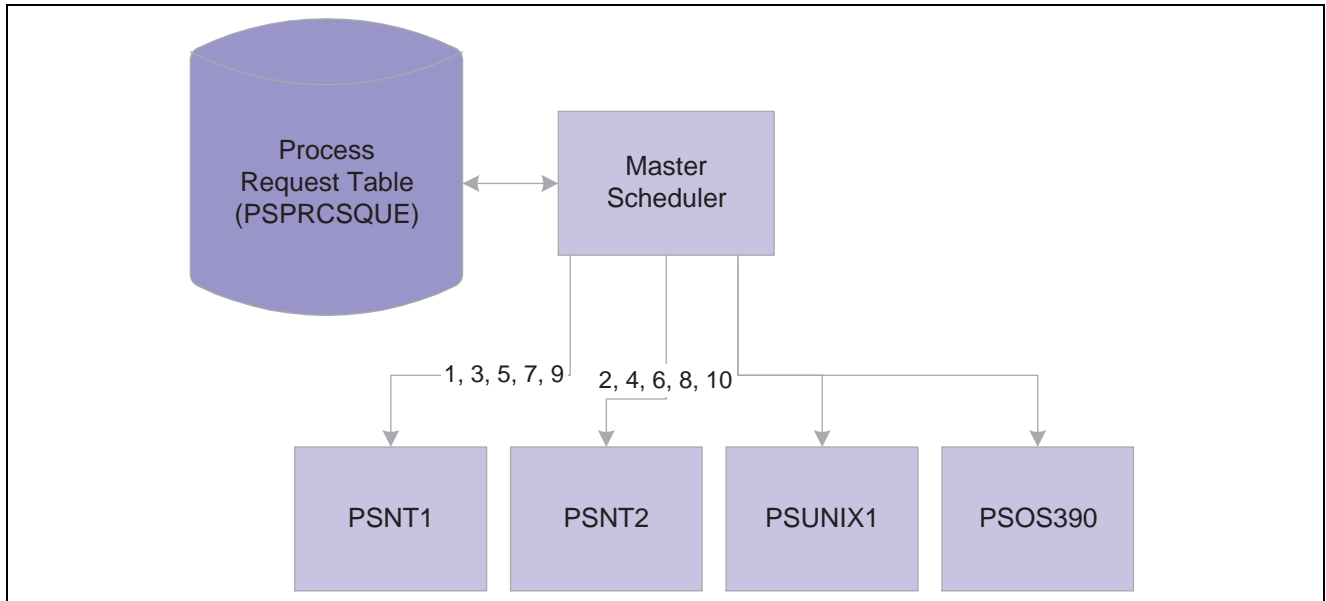 Process
Request Table
(PSPRCSQUE)
Master
Scheduler
1, 3, 5, 7, 9
2, 4, 6, 8, 10
PSNT1
PSNT2
PSUNIX1
PSOS390